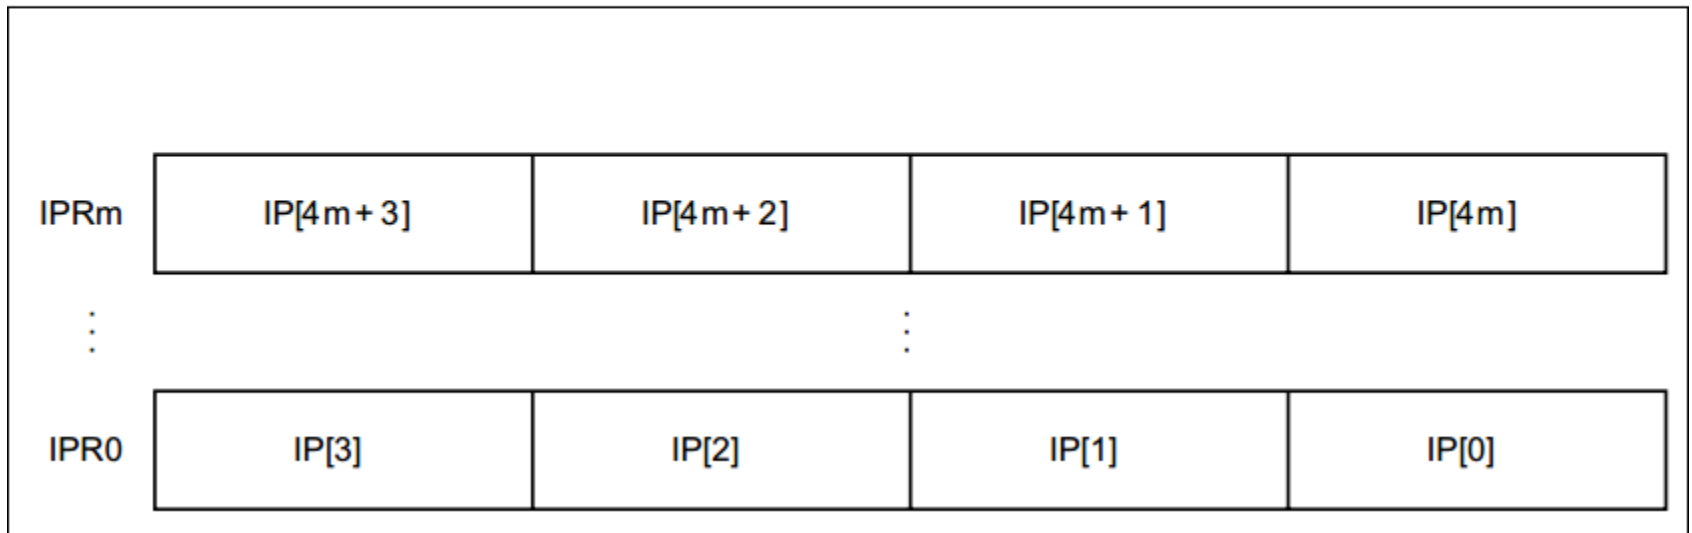 IPRm IP[4m+3] IP[4m+2] IP[4m+1] IP[4m]
⋮ ⋮
IPR0 IP[3] IP[2] IP[1] IP[0]